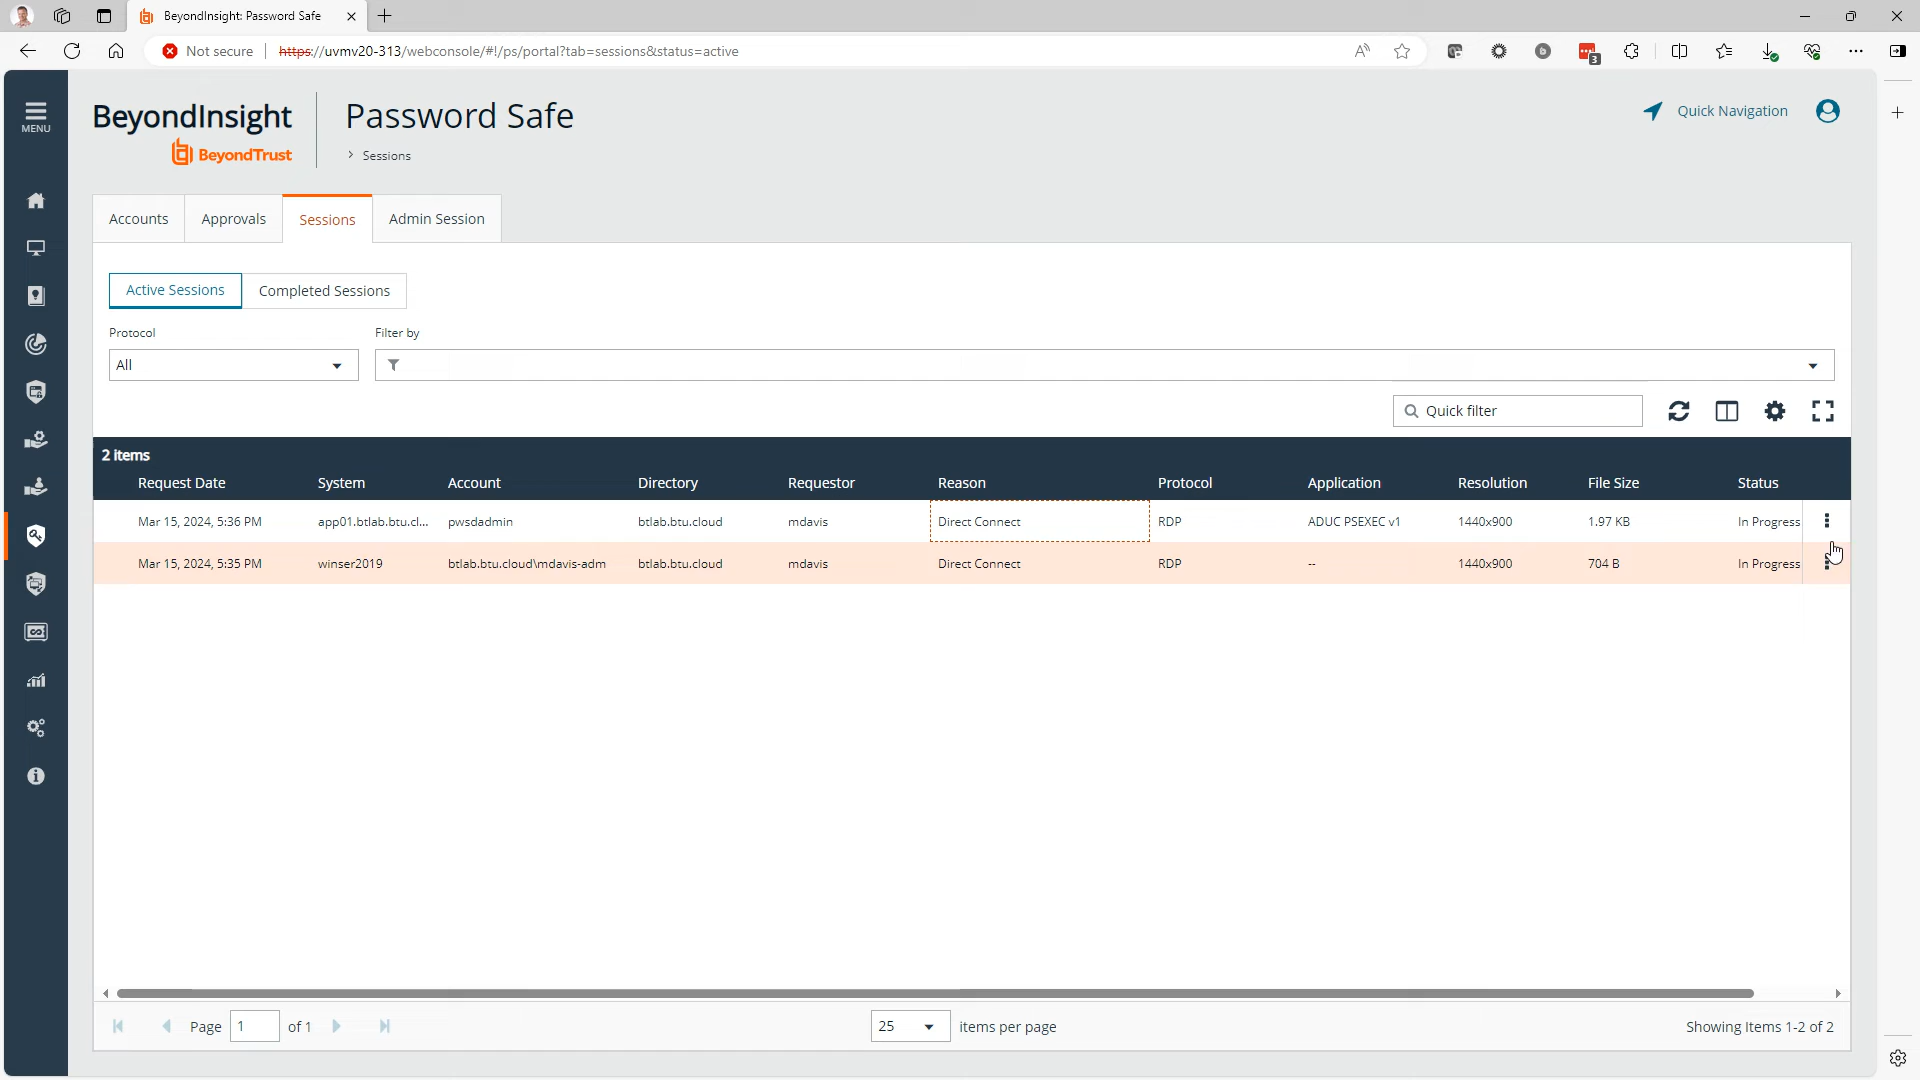 BeyondInsight: Password Safe
Not secure
https://uvmv20-313/webconsole/#!/ps/portal?tab=sessions&status=active
3
MENU
BeyondInsight
BeyondTrust
Password Safe
> Sessions
Quick Navigation
Accounts Approvals Sessions Admin Session
Active Sessions Completed Sessions
Protocol Filter by
All
Quick filter
2 items
Request Date System Account Directory Requestor Reason Protocol Application Resolution File Size Status
Mar 15, 2024, 5:36 PM app01.btlab.btu.cl... pwsdadmin btlab.btu.cloud mdavis Direct Connect RDP ADUC PSEXEC v1 1440x900 1.97 KB In Progress
Mar 15, 2024, 5:35 PM winser2019 btlab.btu.cloud\mdavis-adm btlab.btu.cloud mdavis Direct Connect RDP -- 1440x900 704 B In Progress
Page 1 of 1 25 items per page Showing Items 1-2 of 2